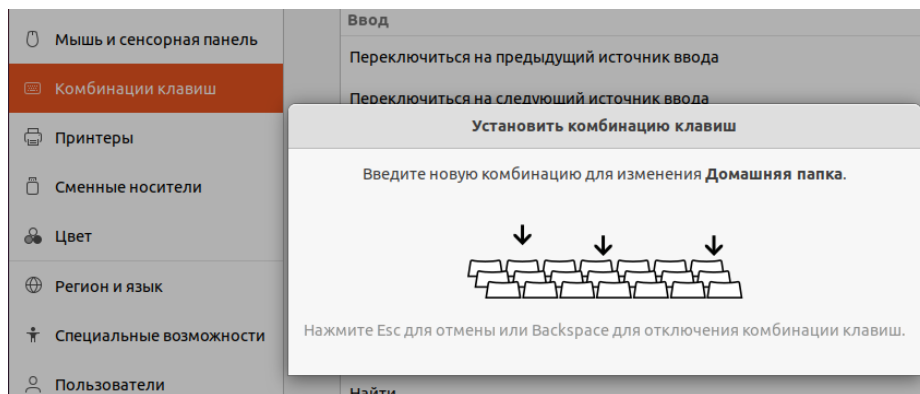 Мышь и сенсорная панель
Комбинации клавиш
Принтеры
Сменные носители
Цвет
Регион и язык
Специальные возможности
Пользователи
Ввод
Переключиться на предыдущий источник ввода
Переключиться на следующий источник ввода
Установить комбинацию клавиш
Введите новую комбинацию для изменения Домашняя папка.
Нажмите Esc для отмены или Backspace для отключения комбинации клавиш.
Найти